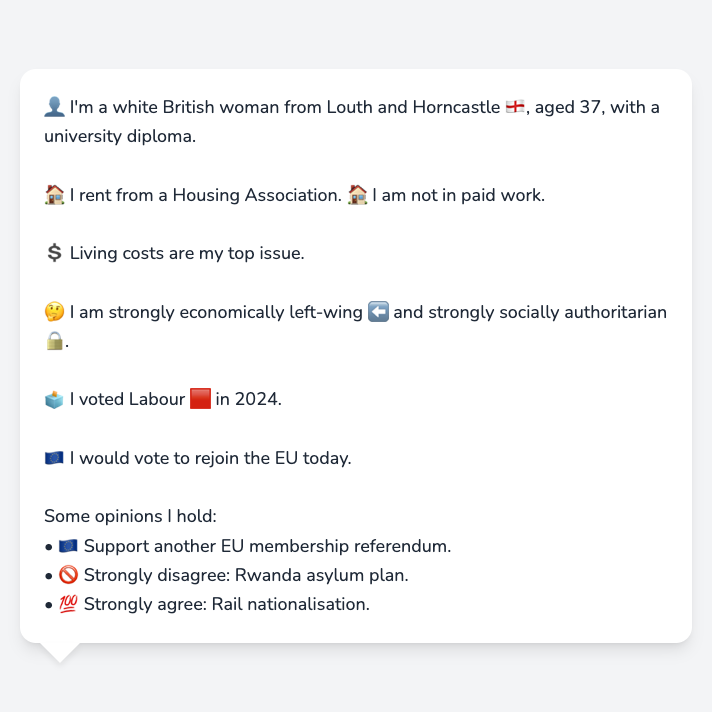 👤 I'm a white British woman from Louth and Horncastle 🏴󠁧󠁢󠁥󠁮󠁧󠁿, aged 37, with a
university diploma.
🏠 I rent from a Housing Association. 🏠 I am not in paid work.
💲 Living costs are my top issue.
🤔 I am strongly economically left-wing ⬅️ and strongly socially authoritarian
🔒.
🗳️ I voted Labour 🟥 in 2024.
🇪🇺 I would vote to rejoin the EU today.
Some opinions I hold:
• 🇪🇺 Support another EU membership referendum.
• 🚫 Strongly disagree: Rwanda asylum plan.
• 💯 Strongly agree: Rail nationalisation.